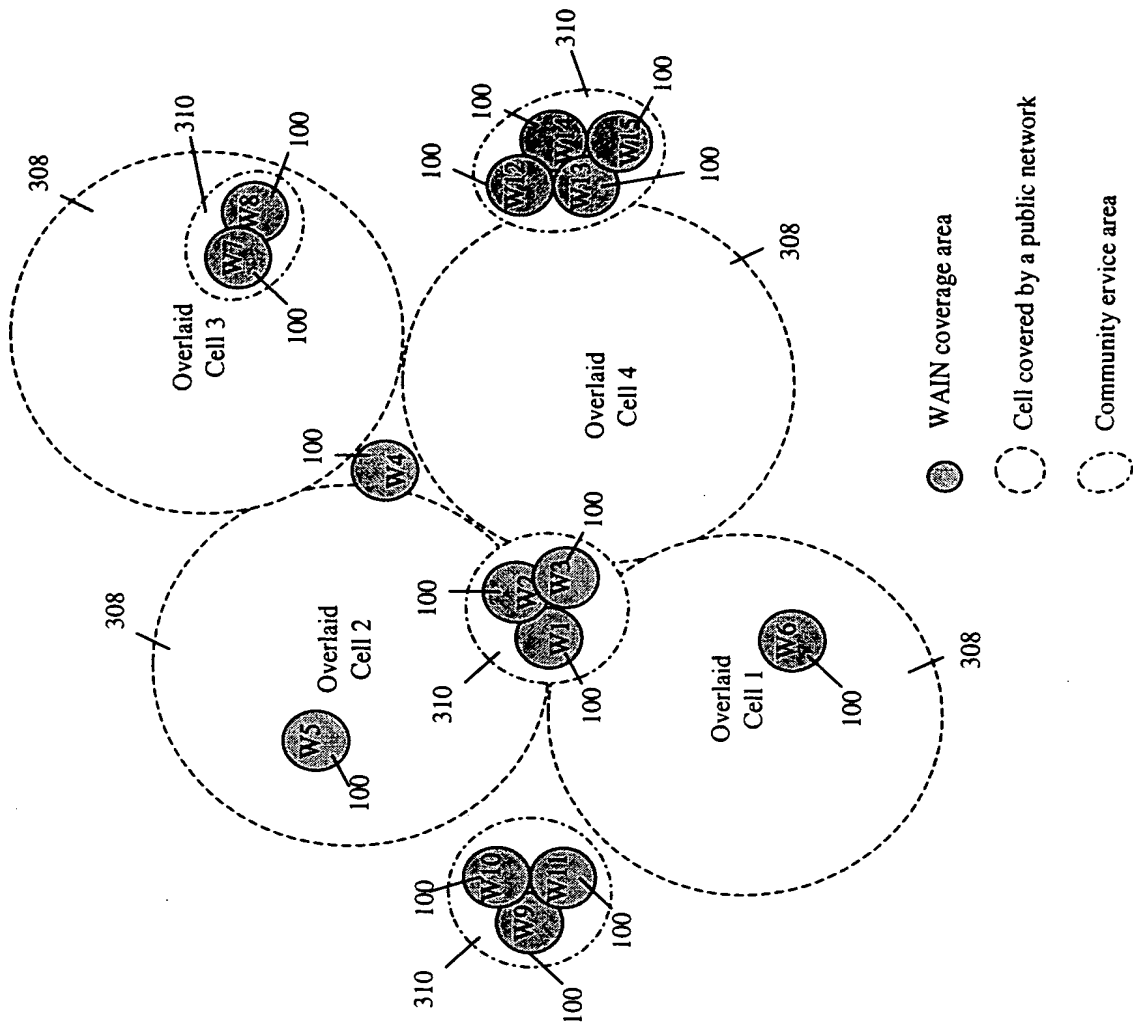 308
308
310
Overlaid
Cell 3
W7
W8
100
100
100
W4
Overlaid
Cell 2
W5
100
310
100
W2
W1
W3
100
100
310
100
W10
W9
W11
100
100
310
100
100
W12
W14
W13
W15
100
100
Overlaid
Cell 4
308
Overlaid
Cell 1
W6
100
308
WAIN coverage area
Cell covered by a public network
Community ervice area